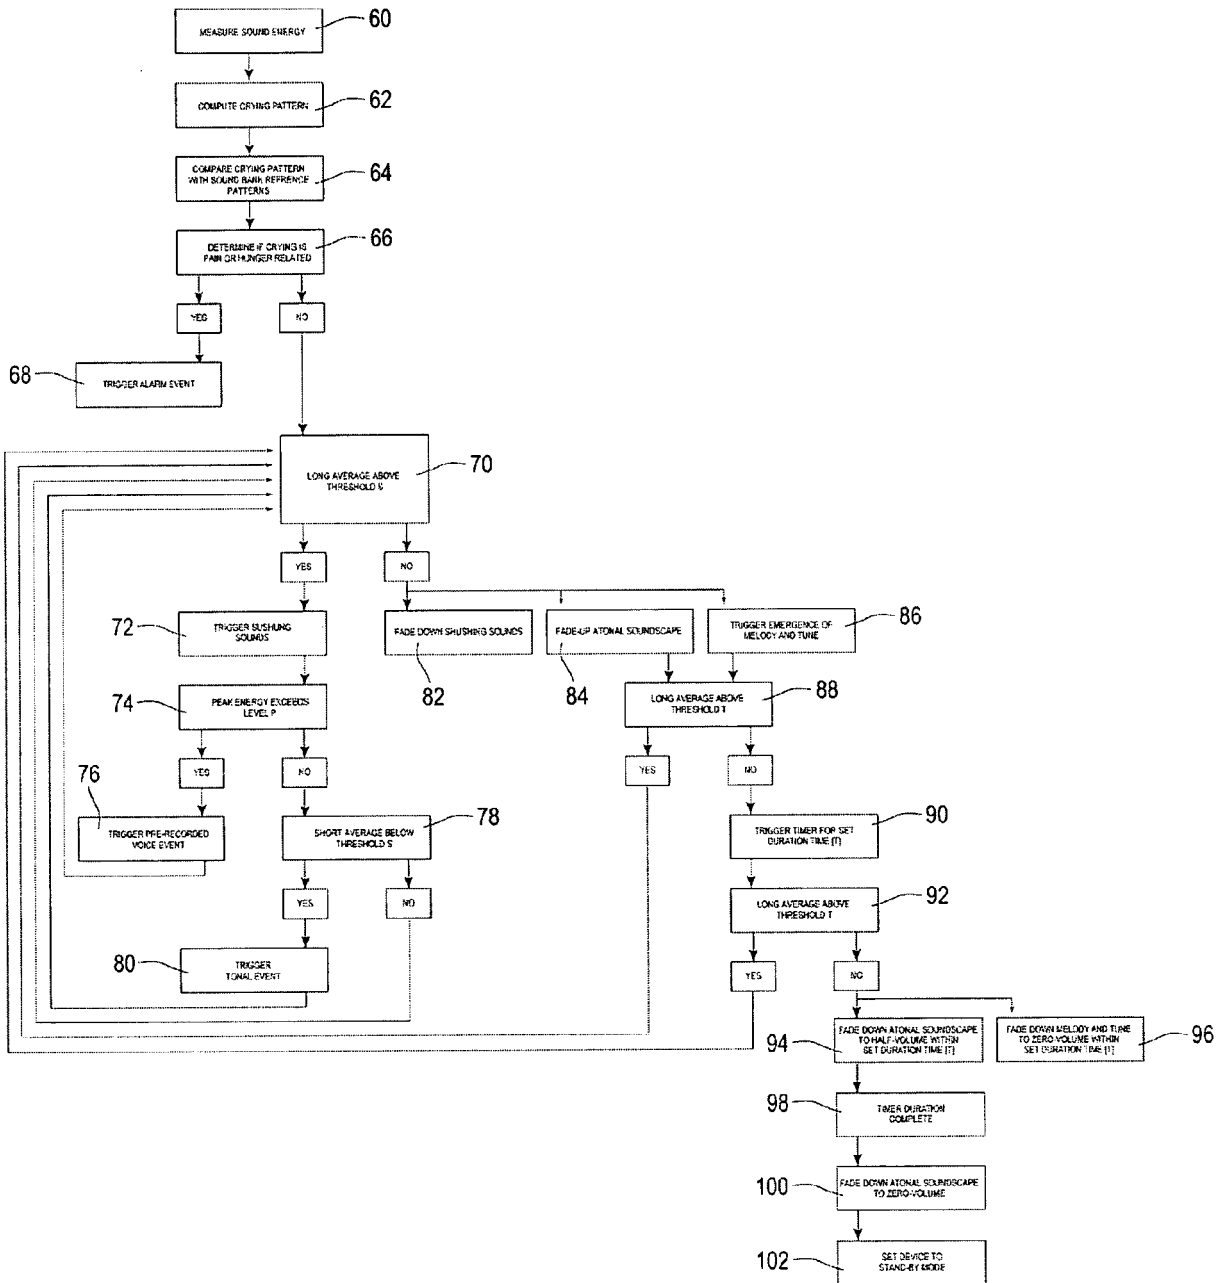 MEASURE SOUND ENERGY
60
COMPUTE CRYING PATTERN
62
COMPARE CRYING PATTERN
WITH SOUND BANK REFRENCE
PATTERNS
64
DETERMINE IF CRYING IS
PAIN OR HUNGER RELATED
66
YES
NO
68
TRIGGER ALARM EVENT
LONG AVERAGE ABOVE
THRESHOLD S
70
YES
NO
72
TRIGGER SUSHUNG
SOUNDS
FADE DOWN SHUSHING SOUNDS
82
FADE-UP ATONAL SOUNDSCAPE
84
TRIGGER EMERGENCE OF
MELODY AND TUNE
86
74
PEAK ENERGY EXCEEDS
LEVEL P
LONG AVERAGE ABOVE
THRESHOLD T
88
YES
NO
YES
NO
76
TRIGGER PRE-RECORDED
VOICE EVENT
SHORT AVERAGE BELOW
THRESHOLD S
78
TRIGGER TIMER FOR SET
DURATION TIME [T]
90
YES
NO
LONG AVERAGE ABOVE
THRESHOLD T
92
80
TRIGGER
TONAL EVENT
YES
NO
94
FADE DOWN ATONAL SOUNDSCAPE
TO HALF-VOLUME WITHIN
SET DURATION TIME [T]
FADE DOWN MELODY AND TUNE
TO ZERO-VOLUME WITHIN
SET DURATION TIME [T]
96
98
TIMER DURATION
COMPLETE
100
FADE DOWN ATONAL SOUNDSCAPE
TO ZERO-VOLUME
102
SET DEVICE TO
STAND-BY MODE